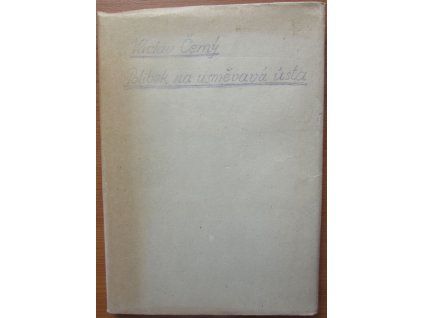 Václav Černý
Polibek na usměvavá ústa